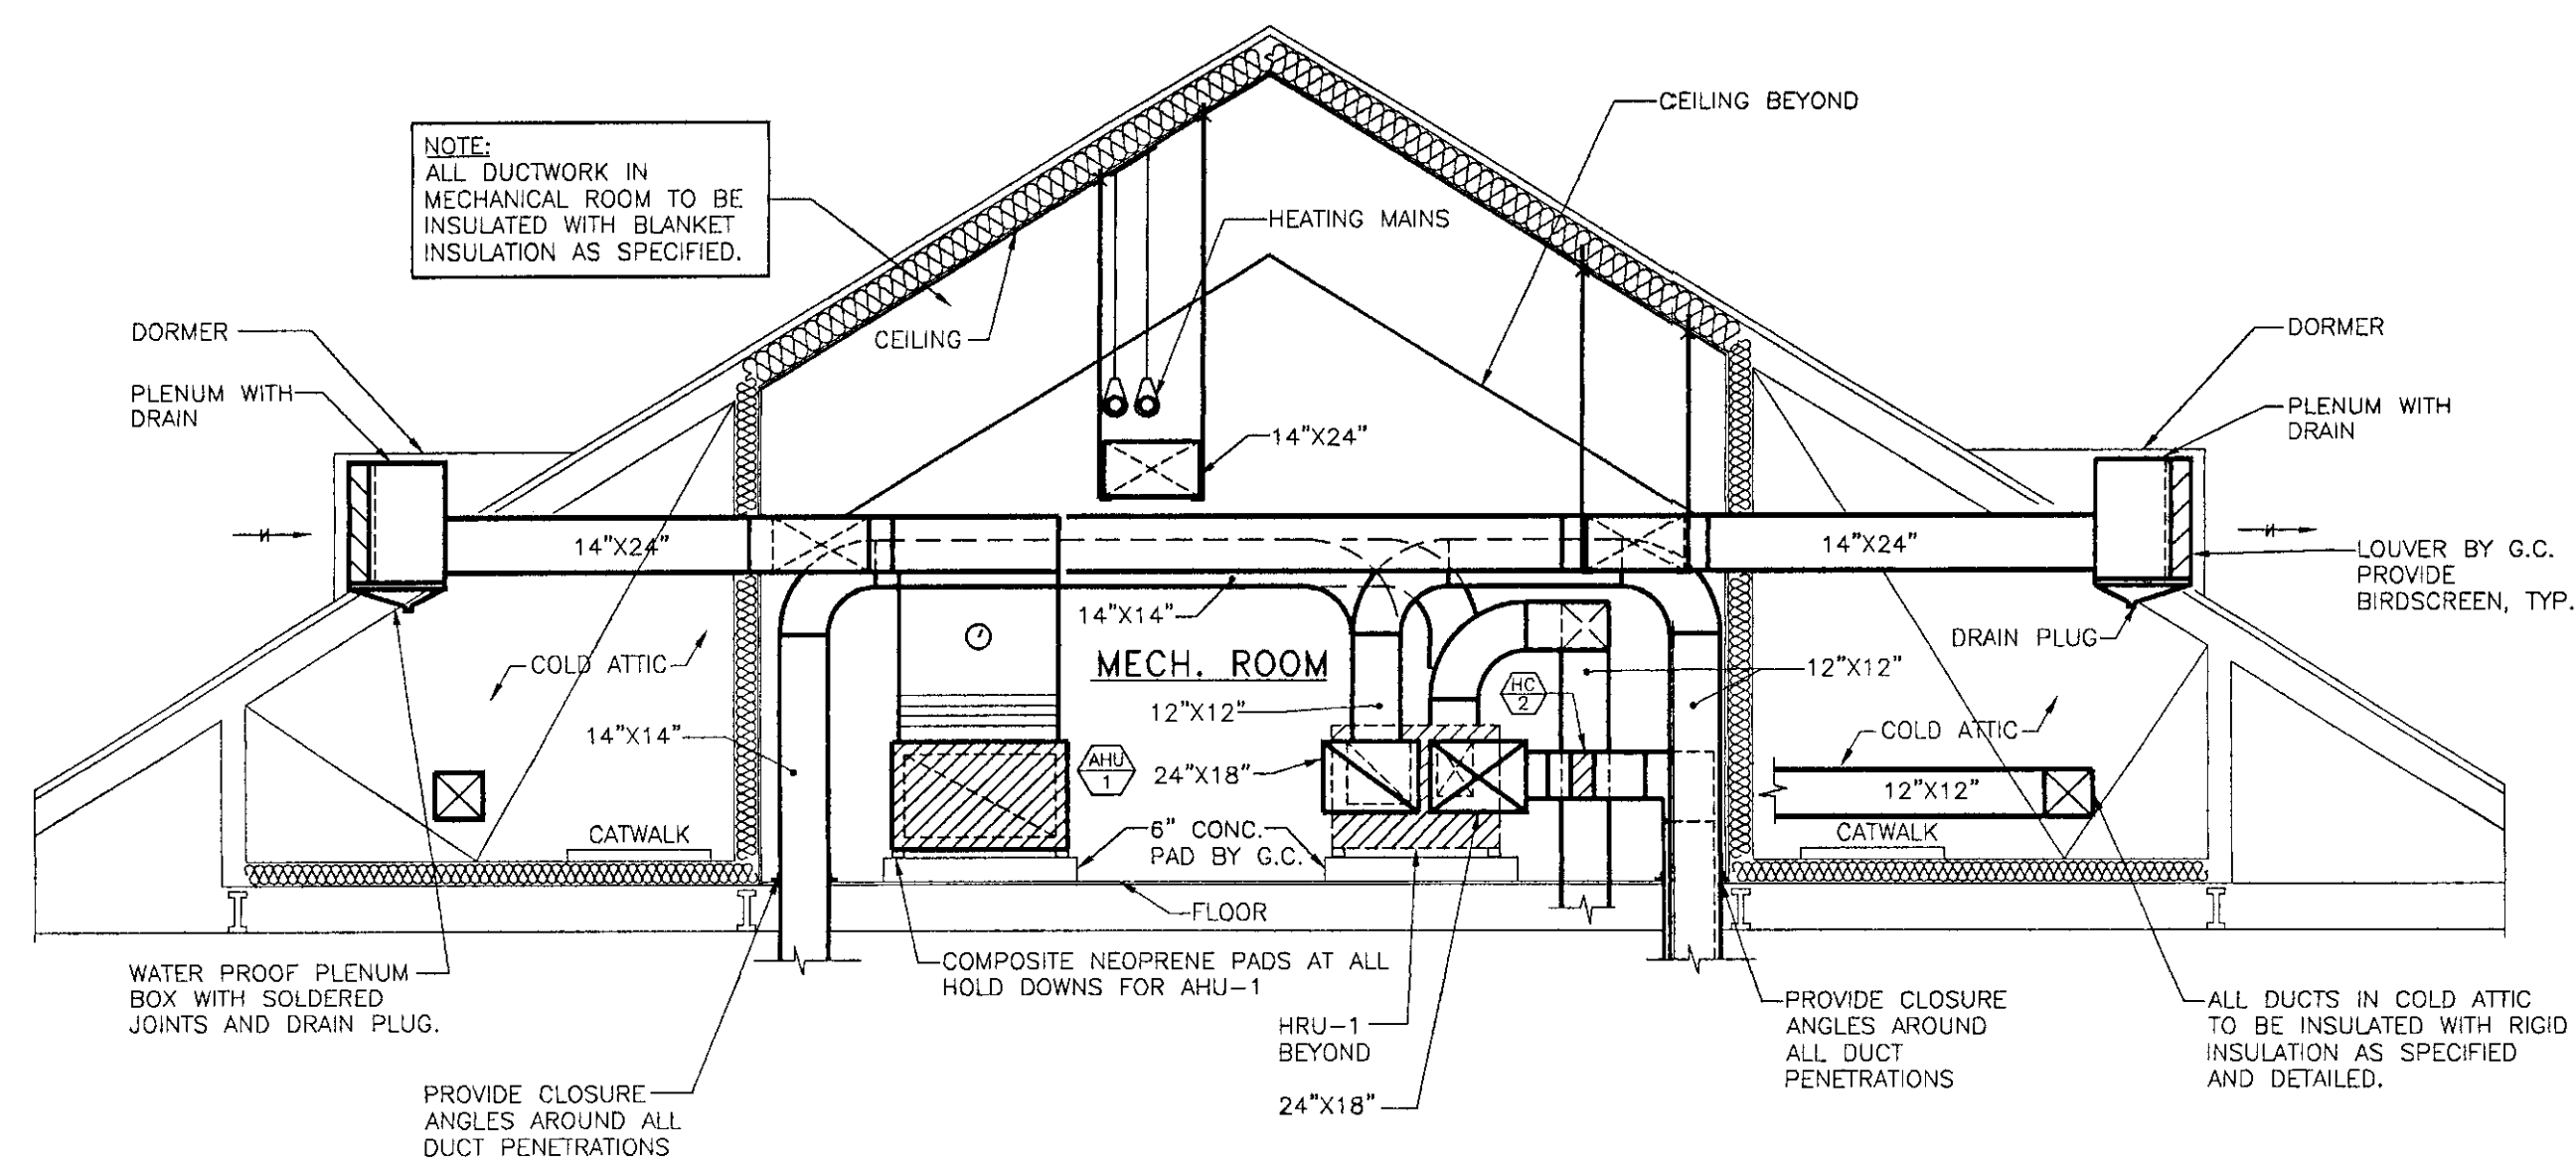 CEILING BEYOND
NOTE:
ALL DUCTWORK IN
MECHANICAL ROOM TO BE
INSULATED WITH BLANKET
INSULATION AS SPECIFIED.
HEATING MAINS
DORMER
CEILING
DORMER
PLENUM WITH
DRAIN
PLENUM WITH
DRAIN
14"X24"
14"X24"
14"X24"
LOUVER BY G.C.
PROVIDE
BIRDSCREEN, TYP.
14"X14"
DRAIN PLUG
COLD ATTIC
MECH. ROOM
12"X12"
HC
2
12"X12"
14"X14"
COLD ATTIC
AHU
1
24"X18"
12"X12"
CATWALK
6" CONC.
PAD BY G.C.
CATWALK
FLOOR
WATER PROOF PLENUM
BOX WITH SOLDERED
JOINTS AND DRAIN PLUG.
COMPOSITE NEOPRENE PADS AT ALL
HOLD DOWNS FOR AHU-1
HRU-1
BEYOND
PROVIDE CLOSURE
ANGLES AROUND
ALL DUCT
PENETRATIONS
ALL DUCTS IN COLD ATTIC
TO BE INSULATED WITH RIGID
INSULATION AS SPECIFIED
AND DETAILED.
PROVIDE CLOSURE
ANGLES AROUND ALL
DUCT PENETRATIONS
24"X18"